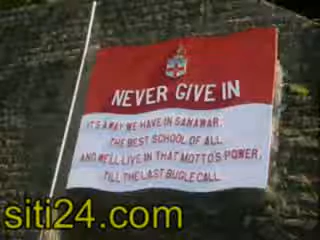 NEVER GIVE IN
IT'S A WAY WE HAVE IN SANAWAR,
THE BEST SCHOOL OF ALL
AND WE'LL LIVE IN THAT MOTTO'S POWER,
TILL THE LAST BUGLE CALL.
siti24.com